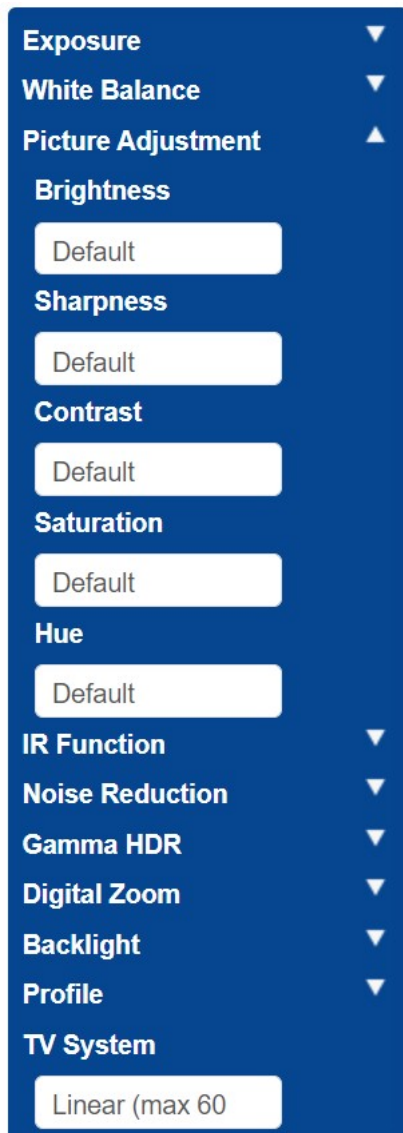 Exposure
White Balance
Picture Adjustment
Brightness
Default
Sharpness
Default
Contrast
Default
Saturation
Default
Hue
Default
IR Function
Noise Reduction
Gamma HDR
Digital Zoom
Backlight
Profile
TV System
Linear (max 60